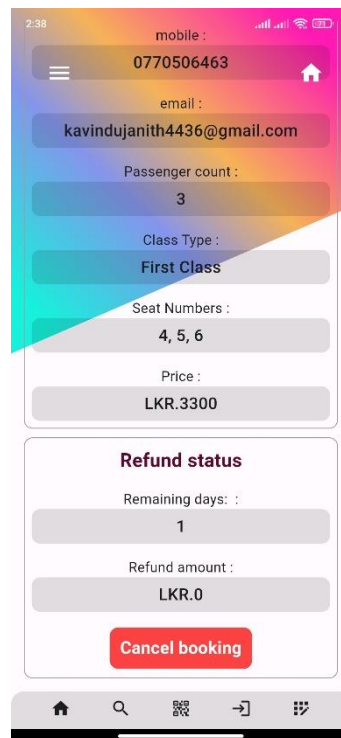 2:38
71
mobile :
0770506463
email :
kavindujanith4436@gmail.com
Passenger count :
3
Class Type :
First Class
Seat Numbers :
4, 5, 6
Price :
LKR.3300
Refund status
Remaining days: :
1
Refund amount :
LKR.0
Cancel booking